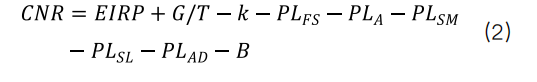 CNR = EIRP + G/T − k − PL_FS − PL_A − PL_SM
− PL_SL − PL_AD − B
(2)